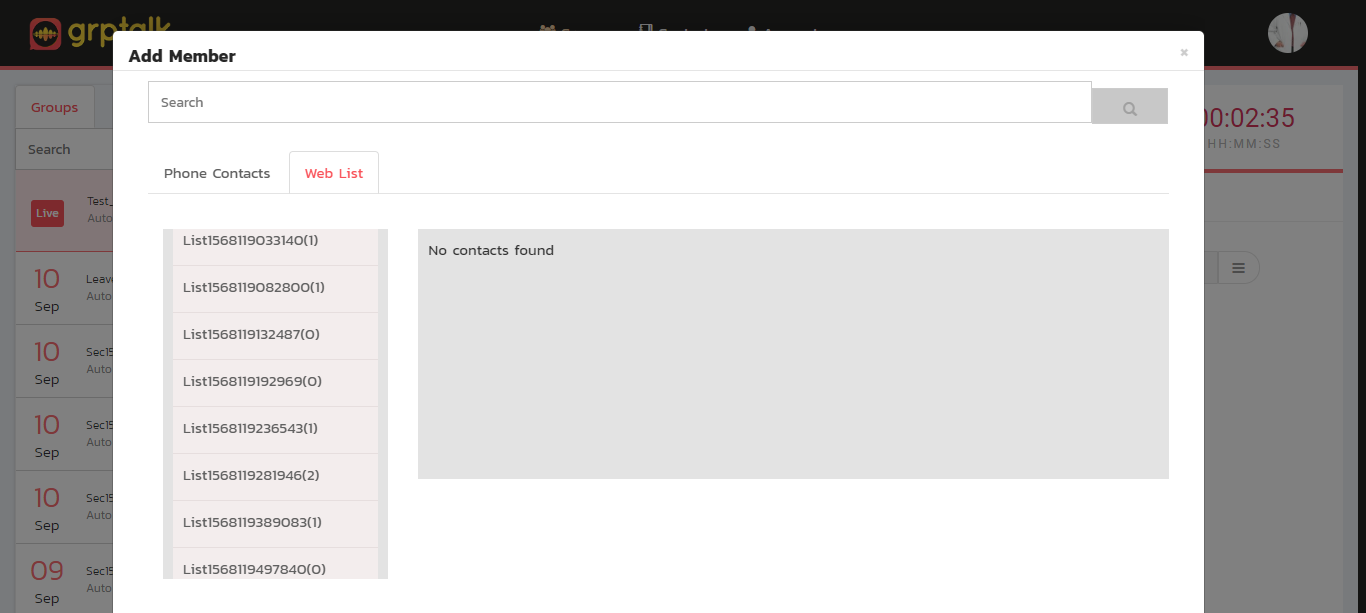 grptalk
Add Member
×
Search
Phone Contacts
Web List
List1568119033140(1)
List1568119082800(1)
List1568119132487(0)
List1568119192969(0)
List1568119236543(1)
List1568119281946(2)
List1568119389083(1)
List1568119497840(0)
No contacts found
Groups
Search
Live
Test_
Auto
10
Sep
Leav
Auto
10
Sep
Sec15
Auto
10
Sep
Sec15
Auto
10
Sep
Sec15
Auto
09
Sep
Sec15
Auto
00:02:35
HH:MM:SS